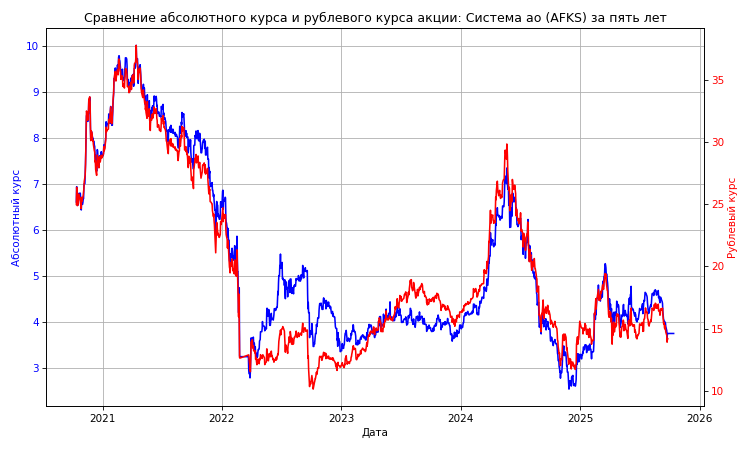 Сравнение абсолютного курса и рублевого курса акции: Система ао (AFKS) за пять лет
10
9
8
7
6
5
4
3
Абсолютный курс
35
30
25
20
15
10
Рублевый курс
2021 2022 2023 2024 2025 2026
Дата